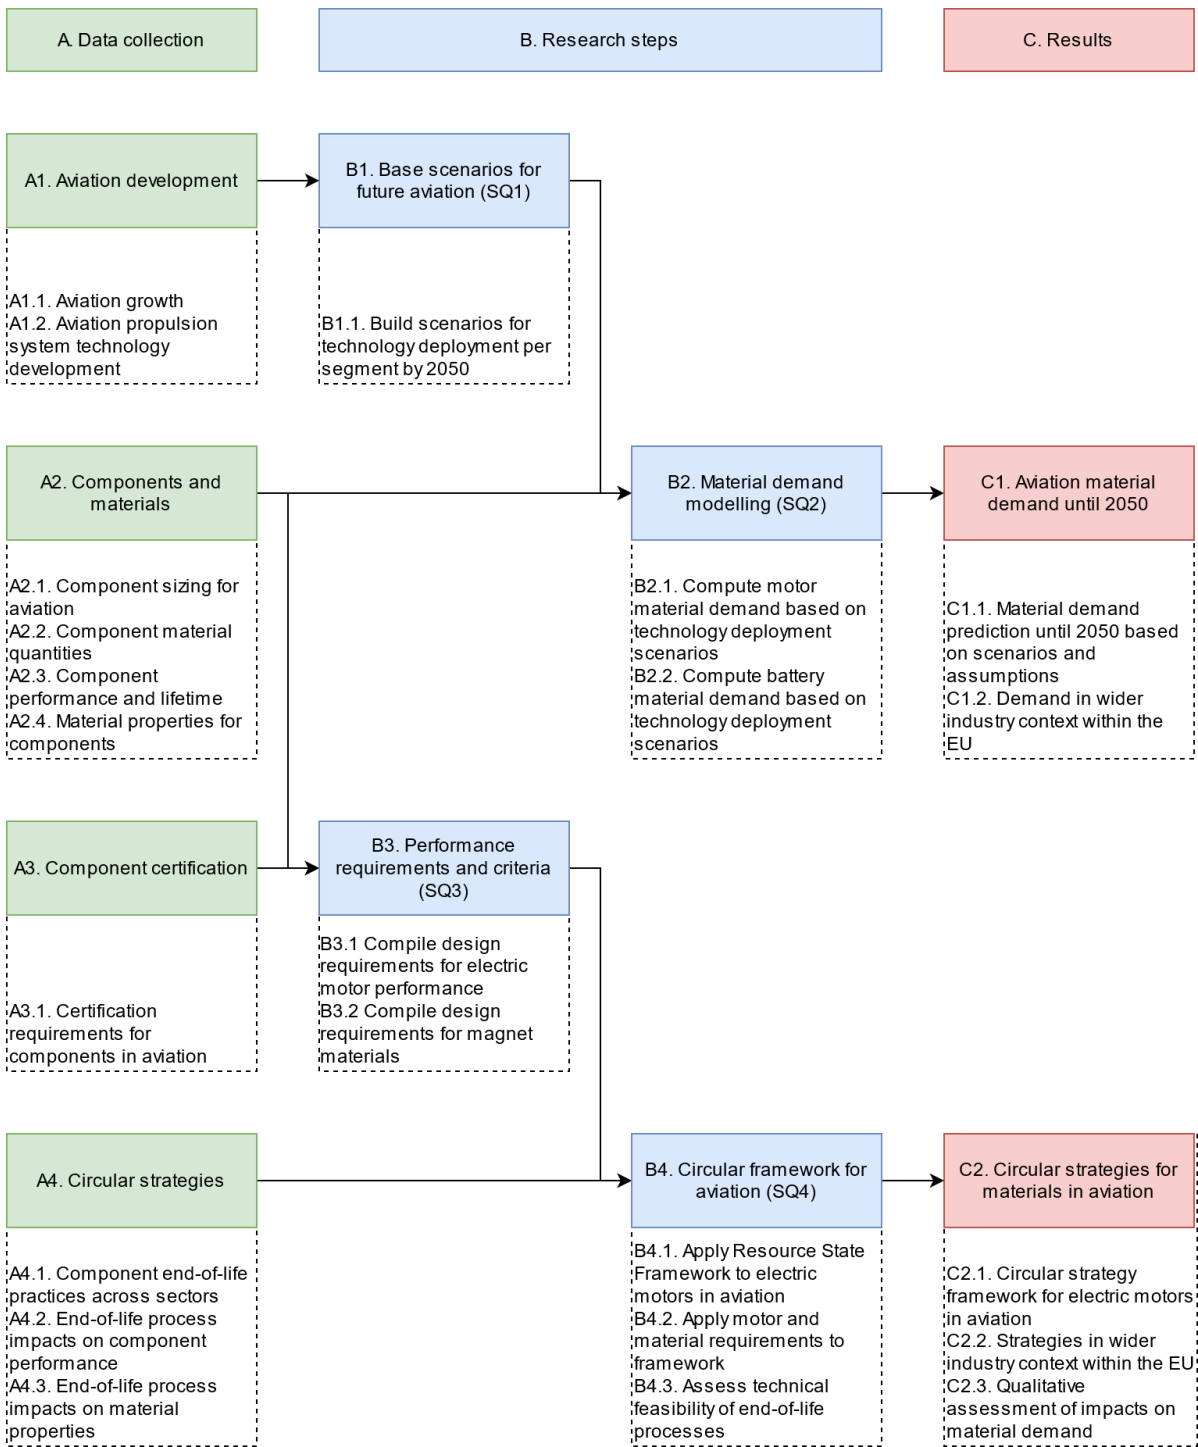 A. Data collection
B. Research steps
C. Results
A1. Aviation development
B1. Base scenarios for
future aviation (SQ1)
A1.1. Aviation growth
A1.2. Aviation propulsion
system technology
development
B1.1. Build scenarios for
technology deployment per
segment by 2050
A2. Components and
materials
B2. Material demand
modelling (SQ2)
C1. Aviation material
demand until 2050
A2.1. Component sizing for
aviation
A2.2. Component material
quantities
A2.3. Component
performance and lifetime
A2.4. Material properties for
components
B2.1. Compute motor
material demand based on
technology deployment
scenarios
B2.2. Compute battery
material demand based on
technology deployment
scenarios
C1.1. Material demand
prediction until 2050 based
on scenarios and
assumptions
C1.2. Demand in wider
industry context within the
EU
A3. Component certification
B3. Performance
requirements and criteria
(SQ3)
A3.1. Certification
requirements for
components in aviation
B3.1 Compile design
requirements for electric
motor performance
B3.2 Compile design
requirements for magnet
materials
A4. Circular strategies
B4. Circular framework for
aviation (SQ4)
C2. Circular strategies for
materials in aviation
A4.1. Component end-of-life
practices across sectors
A4.2. End-of-life process
impacts on component
performance
A4.3. End-of-life process
impacts on material
properties
B4.1. Apply Resource State
Framework to electric
motors in aviation
B4.2. Apply motor and
material requirements to
framework
B4.3. Assess technical
feasibility of end-of-life
processes
C2.1. Circular strategy
framework for electric motors
in aviation
C2.2. Strategies in wider
industry context within the EU
C2.3. Qualitative
assessment of impacts on
material demand